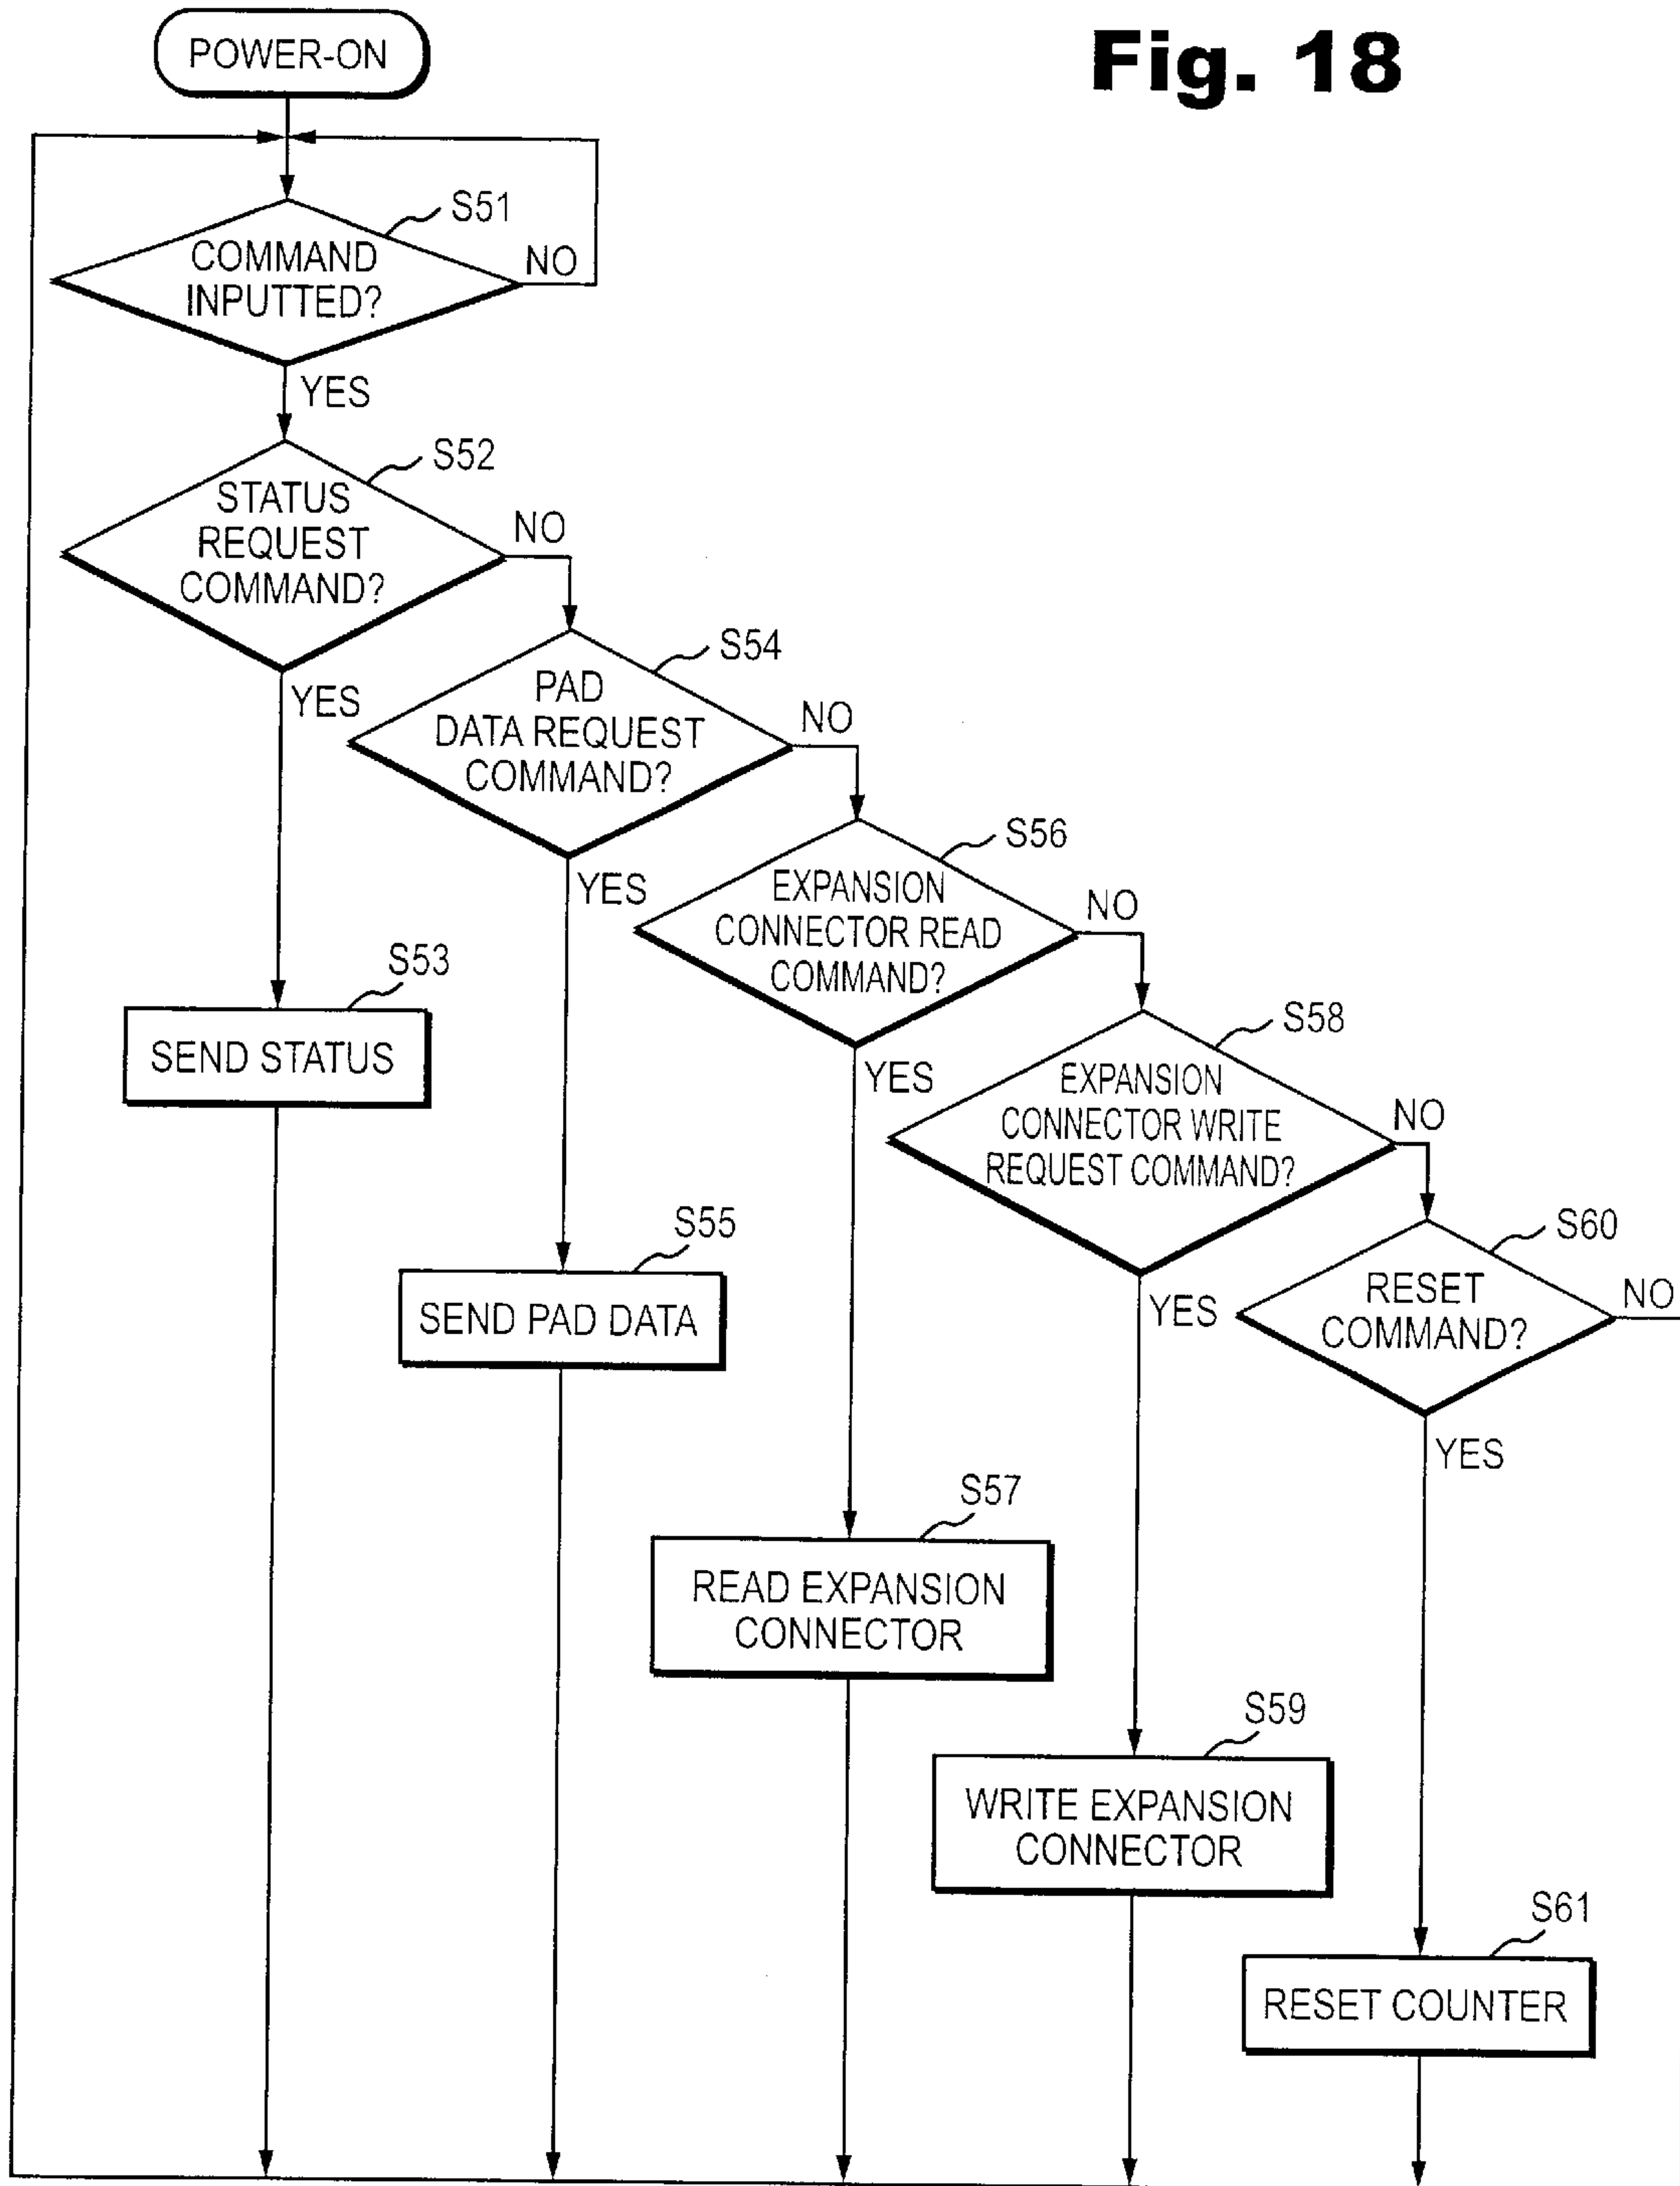 Fig. 18
POWER-ON
S51
COMMAND
INPUTTED?
NO
YES
S52
STATUS
REQUEST
COMMAND?
NO
YES
S54
PAD
DATA REQUEST
COMMAND?
NO
YES
S56
EXPANSION
CONNECTOR READ
COMMAND?
NO
YES
S53
SEND STATUS
S58
EXPANSION
CONNECTOR WRITE
REQUEST COMMAND?
NO
YES
S55
SEND PAD DATA
S60
RESET
COMMAND?
NO
YES
S57
READ EXPANSION
CONNECTOR
S59
WRITE EXPANSION
CONNECTOR
S61
RESET COUNTER